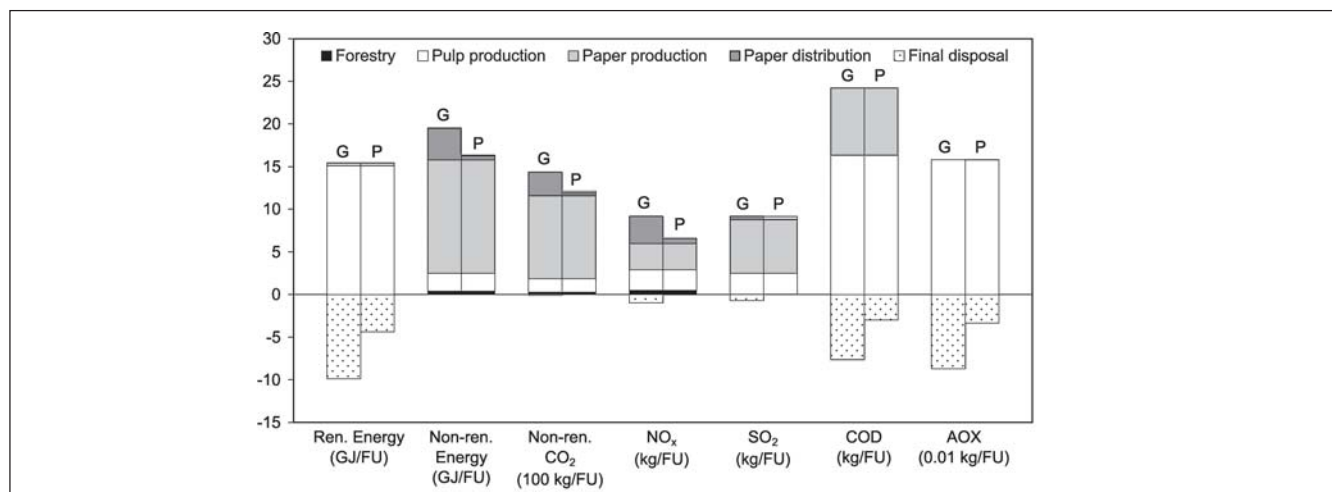 30
Forestry Pulp production Paper production Paper distribution Final disposal
25
20
15
10
5
0
-5
-10
-15
G P
G P
G P
G P
G P
G P
G P
Ren. Energy
(GJ/FU)
Non-ren.
Energy
(GJ/FU)
Non-ren.
CO₂
(100 kg/FU)
NOₓ
(kg/FU)
SO₂
(kg/FU)
COD
(kg/FU)
AOX
(0.01 kg/FU)